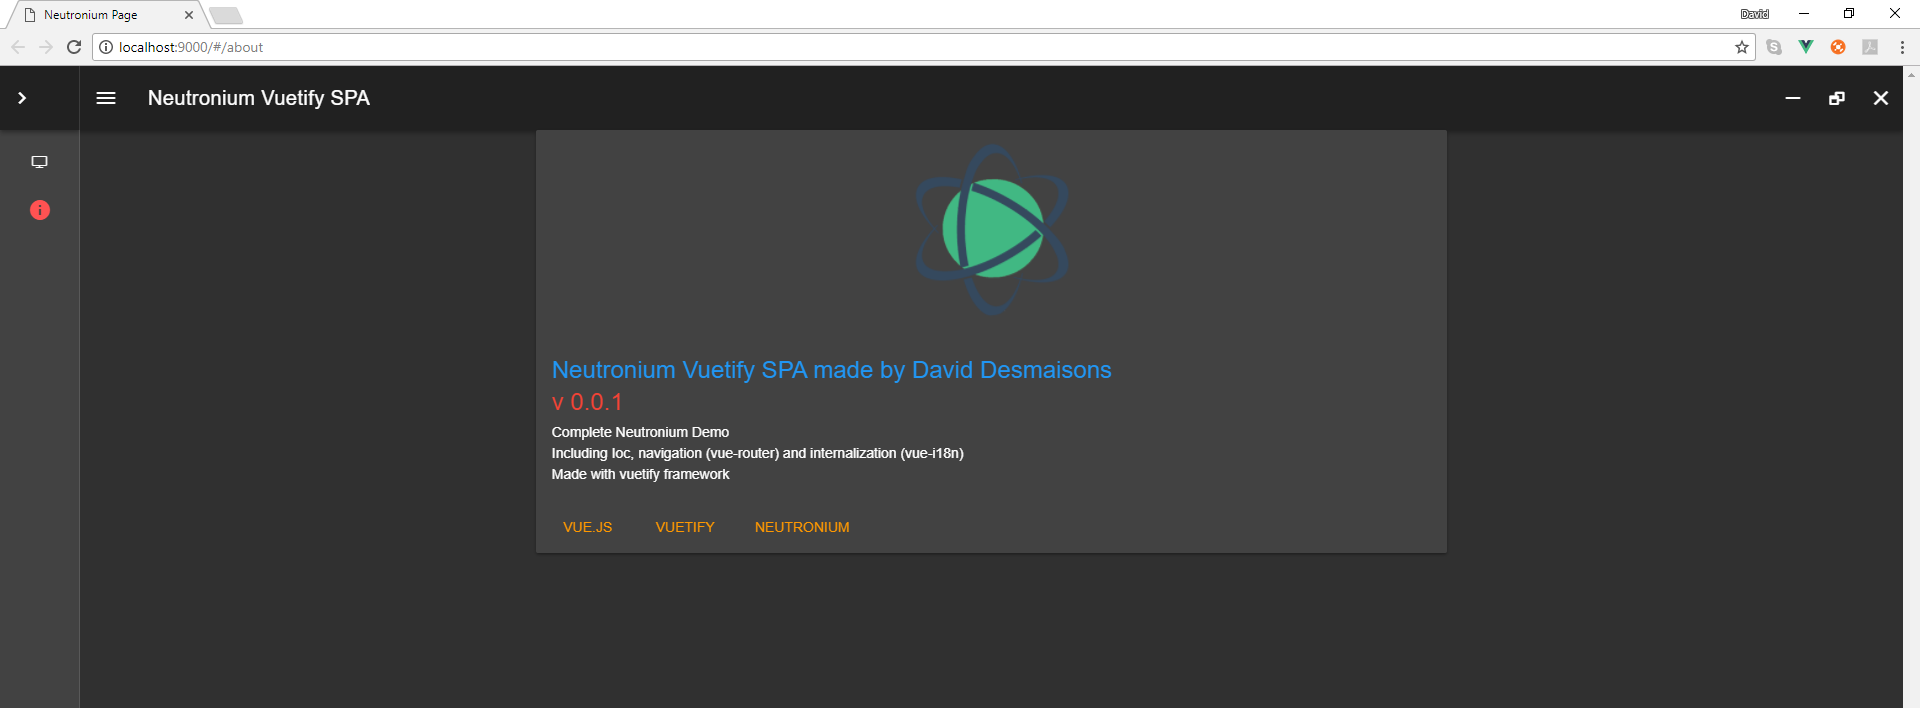 Neutronium Page
David
localhost:9000/#/about
Neutronium Vuetify SPA
Neutronium Vuetify SPA made by David Desmaisons
v 0.0.1
Complete Neutronium Demo
Including Ioc, navigation (vue-router) and internalization (vue-i18n)
Made with vuetify framework
VUE.JS VUETIFY NEUTRONIUM